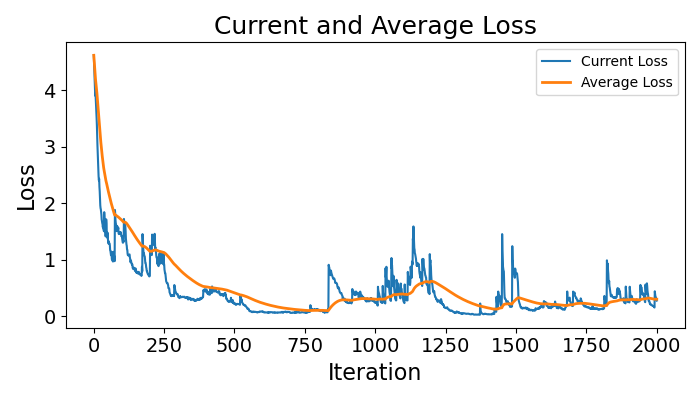 Current and Average Loss
Current Loss
Average Loss
Loss
4
3
2
1
0
0 250 500 750 1000 1250 1500 1750 2000
Iteration